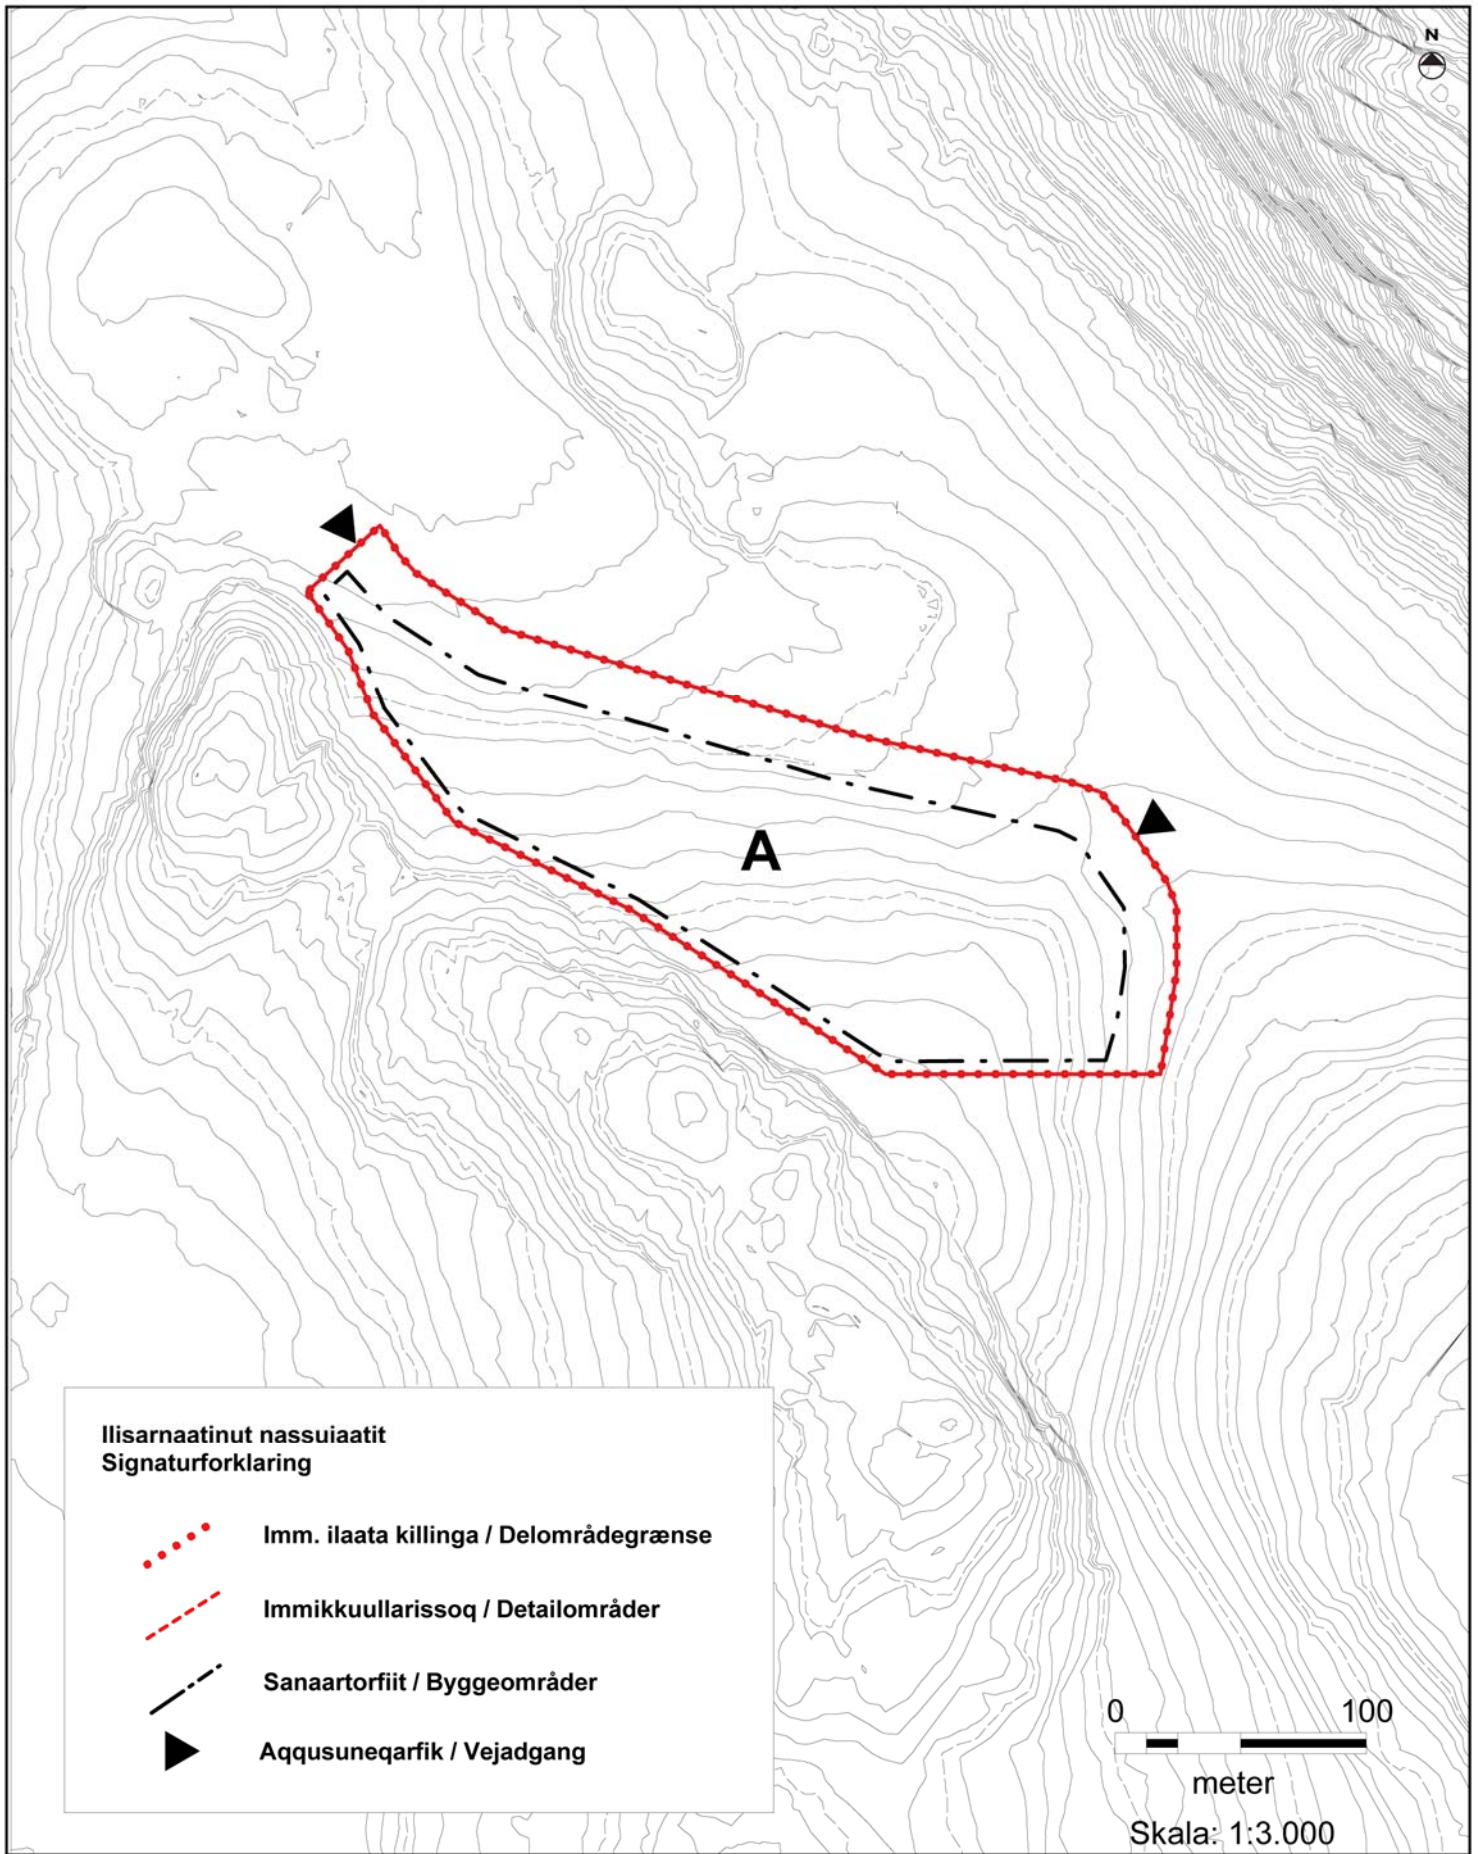 N
A
Ilisarnaatinut nassuiaatit
Signaturforklaring
Imm. ilaata killinga / Delområdegrænse
Immikkuullarissoq / Detailområder
Sanaartorfiit / Byggeområder
Aqqusuneqarfik / Vejadgang
0 100
meter
Skala: 1:3.000